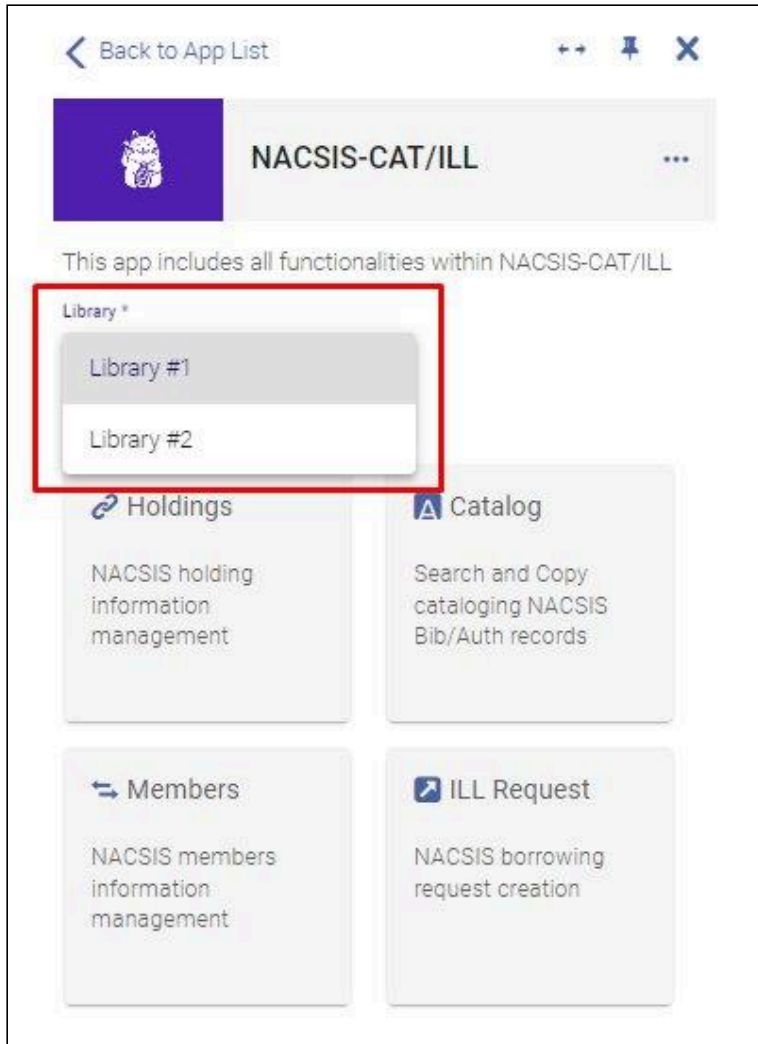 Back to App List
NACSIS-CAT/ILL
This app includes all functionalities within NACSIS-CAT/ILL
Library *
Library #1
Library #2
Holdings
NACSIS holding
information
management
Catalog
Search and Copy
cataloging NACSIS
Bib/Auth records
Members
NACSIS members
information
management
ILL Request
NACSIS borrowing
request creation